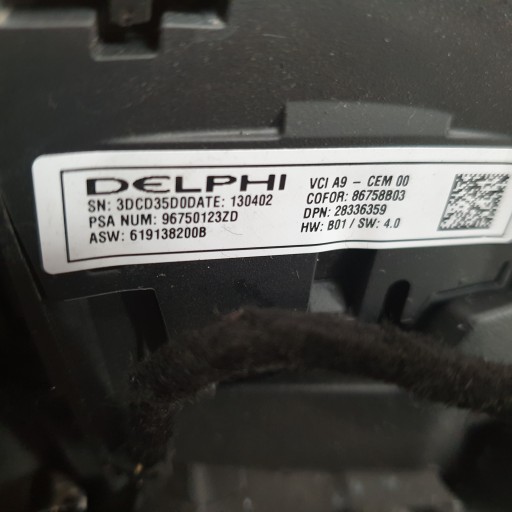 DELPHI
SN: 3DCD35D0DATE: 130402
PSA NUM: 96750123ZD
ASW: 619138200B
VCI A9 - CEM 00
COFOR: 86758B03
DPN: 28336359
HW: B01 / SW: 4.0